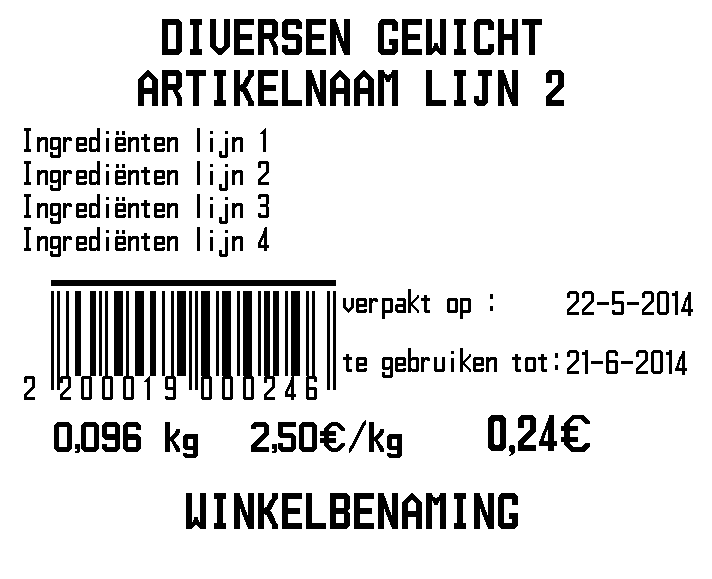 DIVERSEN GEWICHT
ARTIKELNAAM LIJN 2
Ingrediënten lijn 1
Ingrediënten lijn 2
Ingrediënten lijn 3
Ingrediënten lijn 4
verpakt op : 22-5-2014
te gebruiken tot: 21-6-2014
2 200019 000246
0,096 kg 2,50€/kg 0,24€
WINKELBENAMING